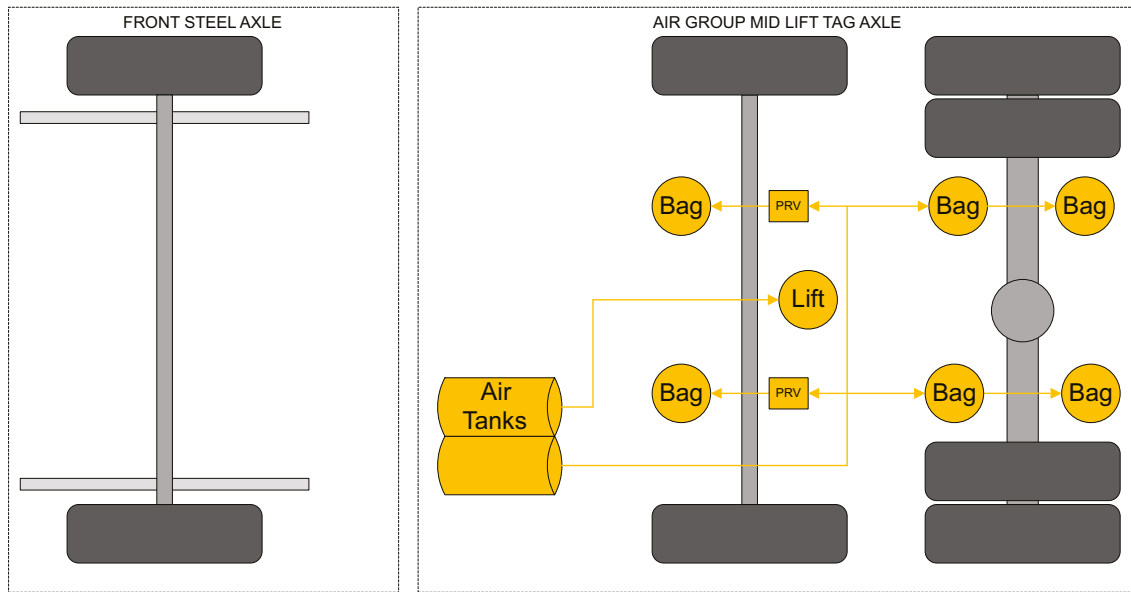 FRONT STEEL AXLE
AIR GROUP MID LIFT TAG AXLE
Bag
PRV
Bag
Bag
Lift
Air
Tanks
Bag
PRV
Bag
Bag